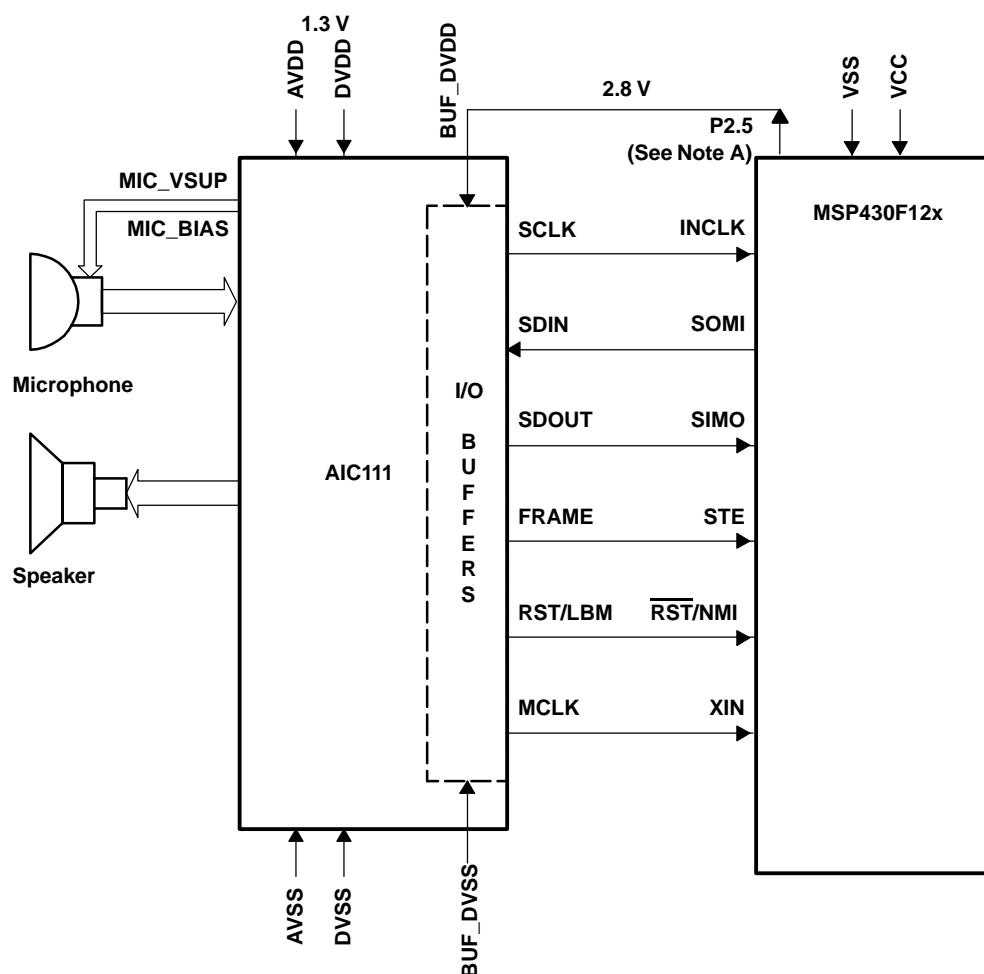 1.3 V
AVDD
DVDD
BUF_DVDD
2.8 V
VSS
VCC
P2.5
(See Note A)
MIC_VSUP
MIC_BIAS
MSP430F12x
SCLK
INCLK
SDIN
SOMI
Microphone
I/O
BUFFERS
SDOUT
SIMO
AIC111
FRAME
STE
Speaker
RST/LBM
RST/NMI
MCLK
XIN
AVSS
DVSS
BUF_DVSS